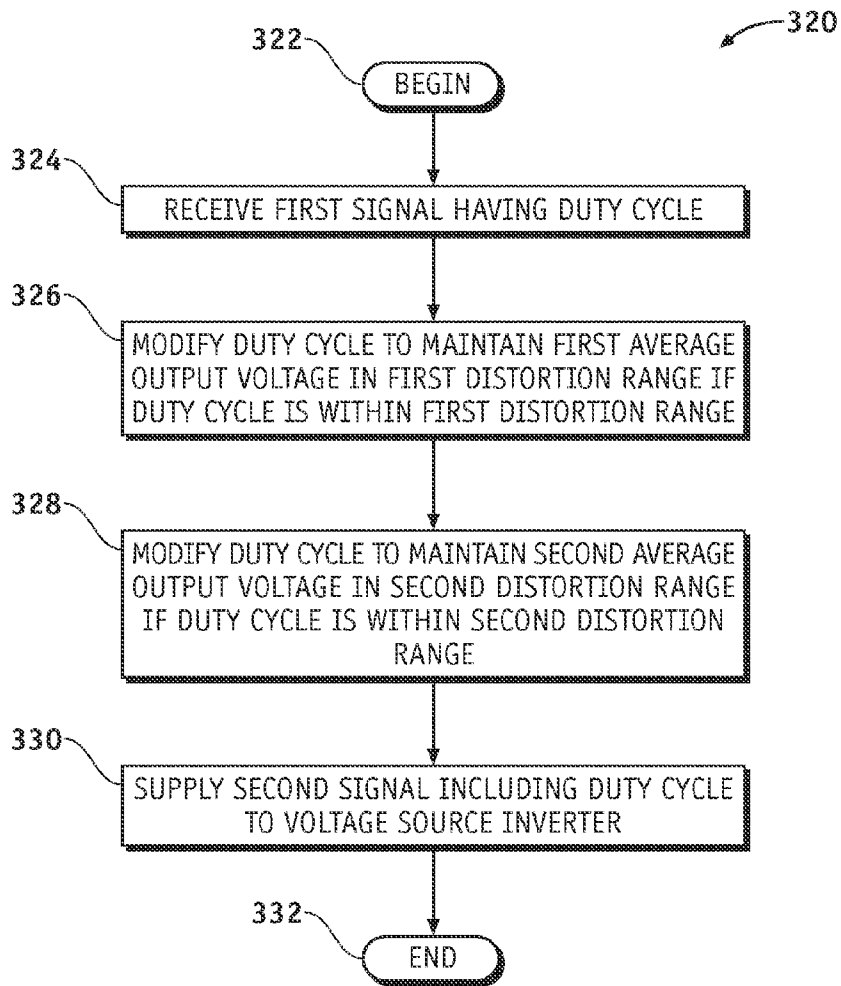 320
322
BEGIN
324
RECEIVE FIRST SIGNAL HAVING DUTY CYCLE
326
MODIFY DUTY CYCLE TO MAINTAIN FIRST AVERAGE
OUTPUT VOLTAGE IN FIRST DISTORTION RANGE IF
DUTY CYCLE IS WITHIN FIRST DISTORTION RANGE
328
MODIFY DUTY CYCLE TO MAINTAIN SECOND AVERAGE
OUTPUT VOLTAGE IN SECOND DISTORTION RANGE
IF DUTY CYCLE IS WITHIN SECOND DISTORTION
RANGE
330
SUPPLY SECOND SIGNAL INCLUDING DUTY CYCLE
TO VOLTAGE SOURCE INVERTER
332
END